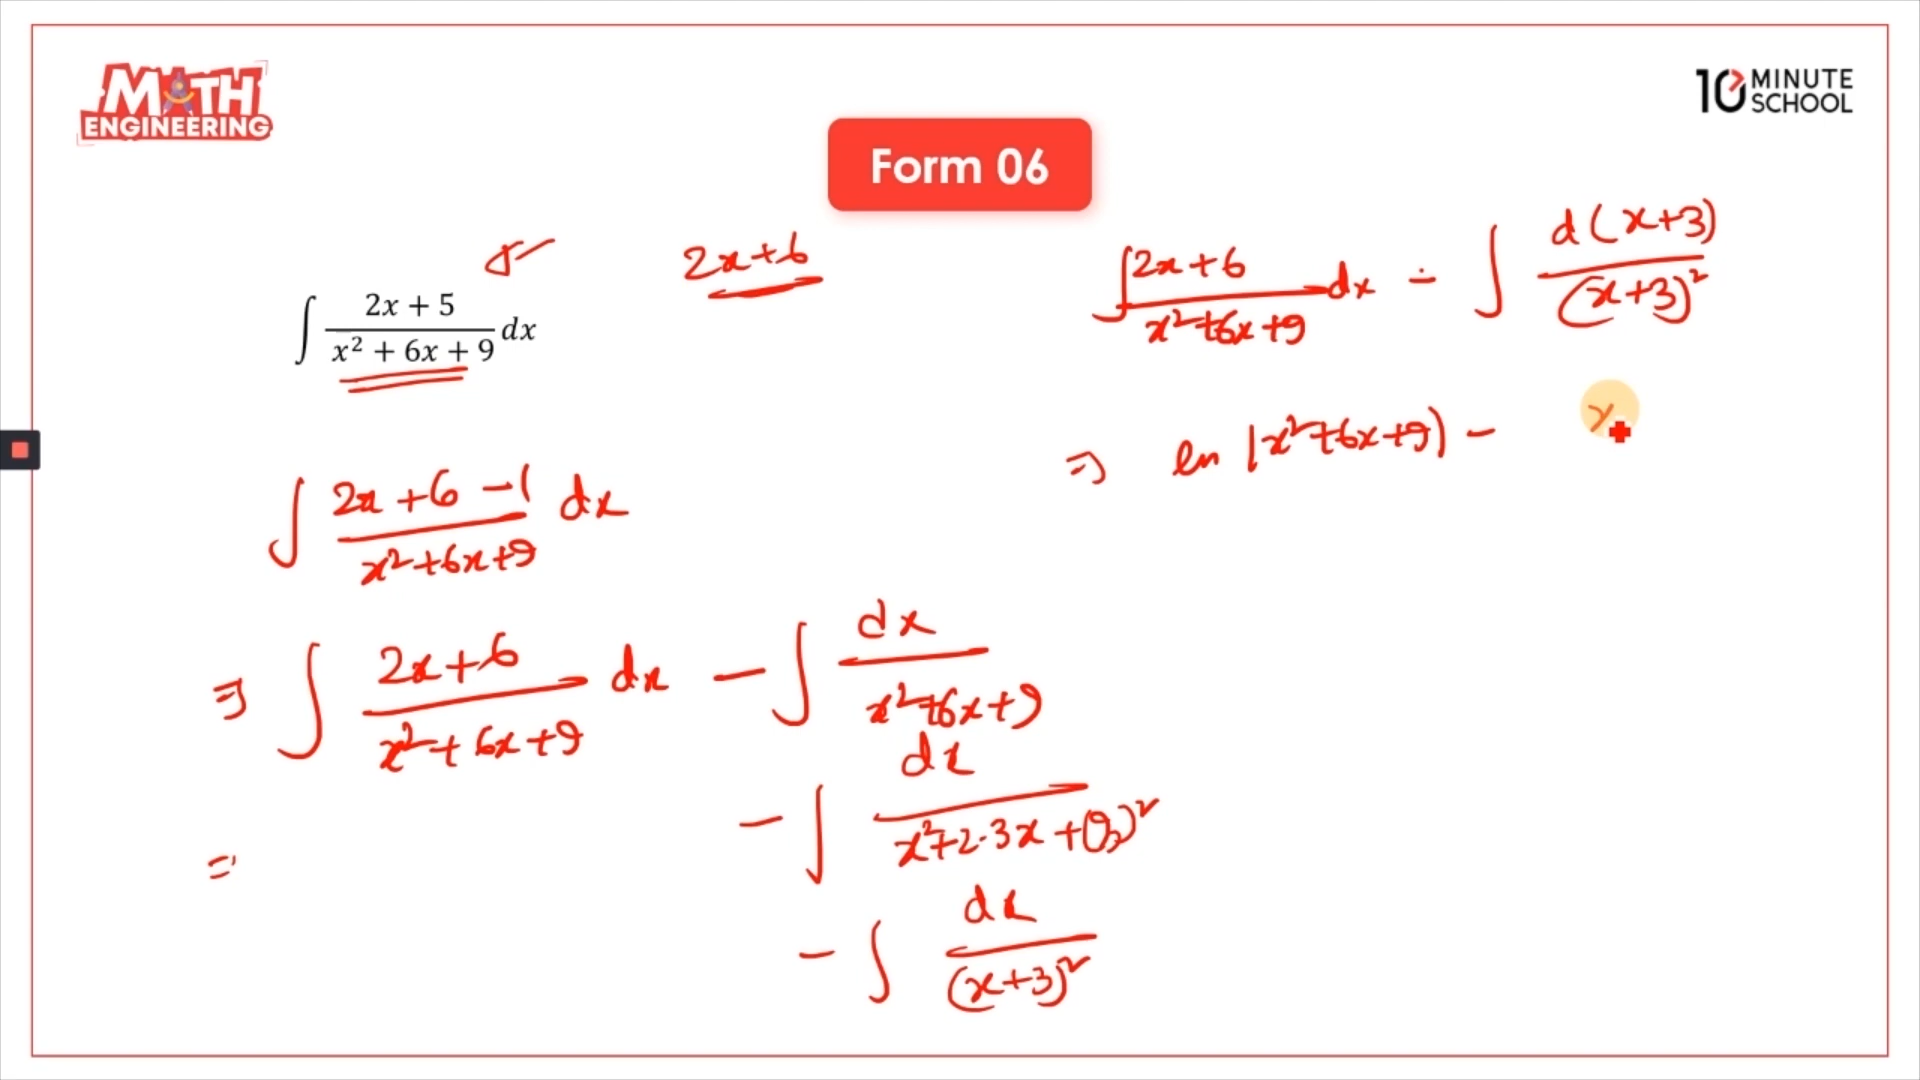 MATH
ENGINEERING
10 MINUTE
SCHOOL
Form 06
∫ (2x + 5)/(x² + 6x + 9) dx
2x+6
∫ (2x+6-1)/(x²+6x+9) dx
⇒ ∫ (2x+6)/(x²+6x+9) dx - ∫ dx/(x²+6x+9)
- ∫ dx/(x²+2·3x+(3)²)
=
- ∫ dx/(x+3)²
∫ (2x+6)/(x²+6x+9) dx - ∫ d(x+3)/(x+3)²
⇒ ln |x²+6x+9| - x